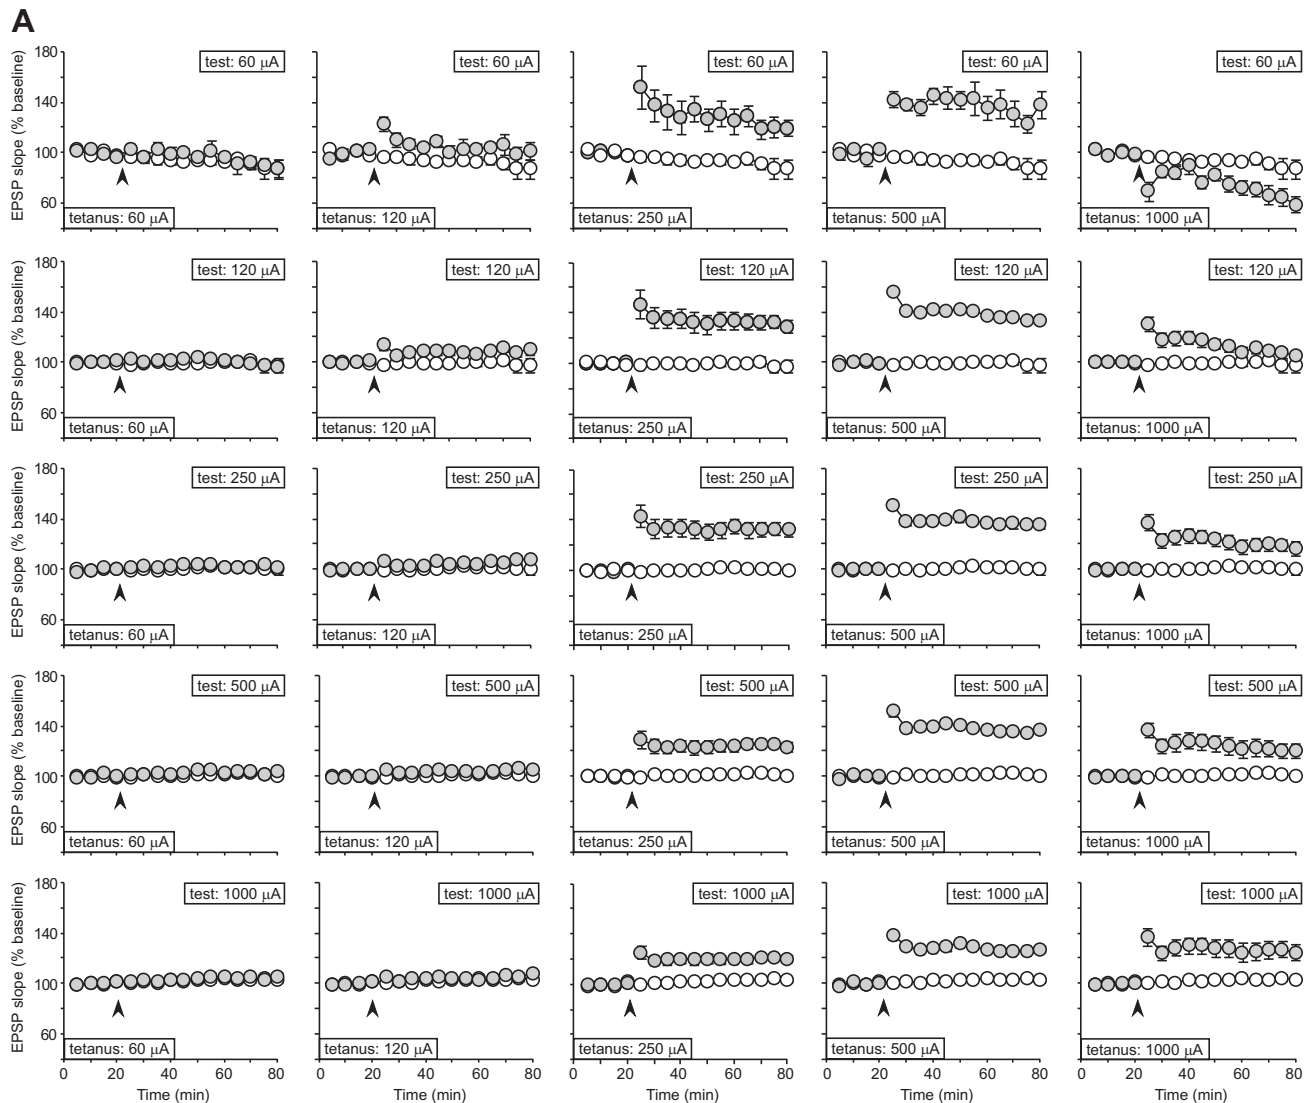 A
EPSP slope (% baseline)
180
140
100
60
test: 60 µA
tetanus: 60 µA
test: 60 µA
tetanus: 120 µA
test: 60 µA
tetanus: 250 µA
test: 60 µA
tetanus: 500 µA
test: 60 µA
tetanus: 1000 µA
EPSP slope (% baseline)
180
140
100
60
test: 120 µA
tetanus: 60 µA
test: 120 µA
tetanus: 120 µA
test: 120 µA
tetanus: 250 µA
test: 120 µA
tetanus: 500 µA
test: 120 µA
tetanus: 1000 µA
EPSP slope (% baseline)
180
140
100
60
test: 250 µA
tetanus: 60 µA
test: 250 µA
tetanus: 120 µA
test: 250 µA
tetanus: 250 µA
test: 250 µA
tetanus: 500 µA
test: 250 µA
tetanus: 1000 µA
EPSP slope (% baseline)
180
140
100
60
test: 500 µA
tetanus: 60 µA
test: 500 µA
tetanus: 120 µA
test: 500 µA
tetanus: 250 µA
test: 500 µA
tetanus: 500 µA
test: 500 µA
tetanus: 1000 µA
EPSP slope (% baseline)
180
140
100
60
test: 1000 µA
tetanus: 60 µA
0 20 40 60 80
Time (min)
test: 1000 µA
tetanus: 120 µA
0 20 40 60 80
Time (min)
test: 1000 µA
tetanus: 250 µA
0 20 40 60 80
Time (min)
test: 1000 µA
tetanus: 500 µA
0 20 40 60 80
Time (min)
test: 1000 µA
tetanus: 1000 µA
0 20 40 60 80
Time (min)